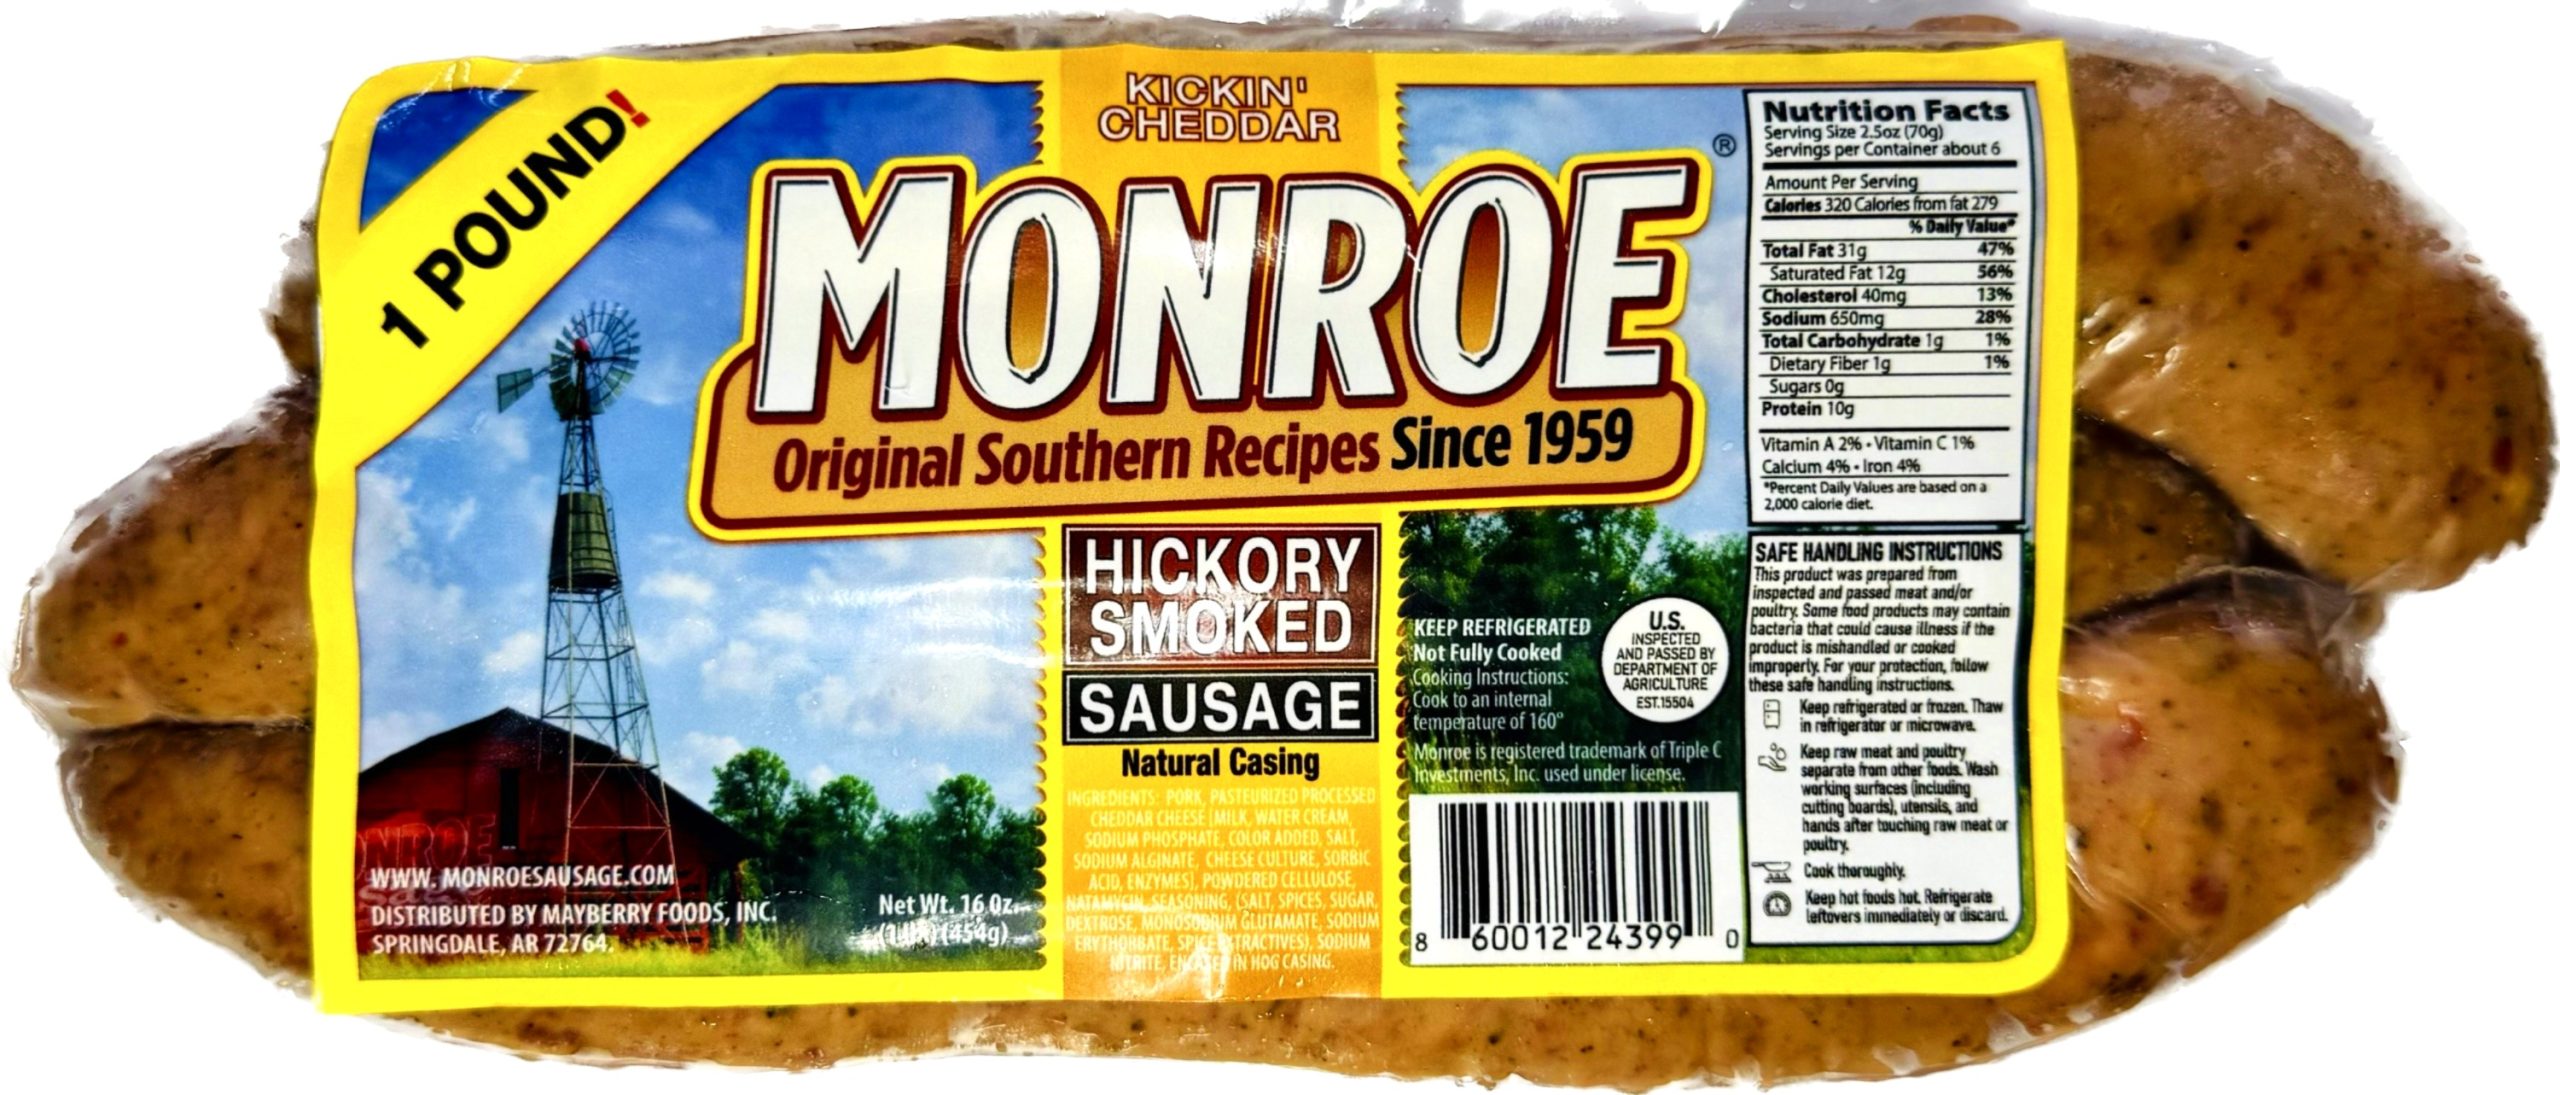 1 POUND!
KICKIN'
CHEDDAR
MONROE
®
Original Southern Recipes Since 1959
HICKORY
SMOKED
SAUSAGE
Natural Casing
INGREDIENTS: PORK, PASTEURIZED PROCESSED
CHEDDAR CHEESE [MILK, WATER CREAM,
SODIUM PHOSPHATE, COLOR ADDED, SALT,
SODIUM ALGINATE, CHEESE CULTURE, SORBIC
ACID, ENZYMES], POWDERED CELLULOSE,
NATAMYCIN, SEASONING, (SALT, SPICES, SUGAR,
DEXTROSE, MONOSODIUM GLUTAMATE, SODIUM
ERYTHORBATE, SPICE EXTRACTIVES), SODIUM
NITRITE, ENCASED IN HOG CASING.
WWW.MONROESAUSAGE.COM
DISTRIBUTED BY MAYBERRY FOODS, INC.
SPRINGDALE, AR 72764.
Net Wt. 16 Oz.
(454g)
KEEP REFRIGERATED
Not Fully Cooked
Cooking Instructions:
Cook to an internal
temperature of 160°
U.S.
INSPECTED
AND PASSED BY
DEPARTMENT OF
AGRICULTURE
EST.15504
Monroe is registered trademark of Triple C
Investments, Inc. used under license.
8 60012 24399 0
Nutrition Facts
Serving Size 2.5oz (70g)
Servings per Container about 6
Amount Per Serving
Calories 320 Calories from fat 279
% Daily Value*
Total Fat 31g 47%
Saturated Fat 12g 56%
Cholesterol 40mg 13%
Sodium 650mg 28%
Total Carbohydrate 1g 1%
Dietary Fiber 1g 1%
Sugars 0g
Protein 10g
Vitamin A 2% • Vitamin C 1%
Calcium 4% • Iron 4%
*Percent Daily Values are based on a
2,000 calorie diet.
SAFE HANDLING INSTRUCTIONS
This product was prepared from
inspected and passed meat and/or
poultry. Some food products may contain
bacteria that could cause illness if the
product is mishandled or cooked
improperly. For your protection, follow
these safe handling instructions.
Keep refrigerated or frozen. Thaw
in refrigerator or microwave.
Keep raw meat and poultry
separate from other foods. Wash
working surfaces (including
cutting boards), utensils, and
hands after touching raw meat or
poultry.
Cook thoroughly.
Keep hot foods hot. Refrigerate
leftovers immediately or discard.